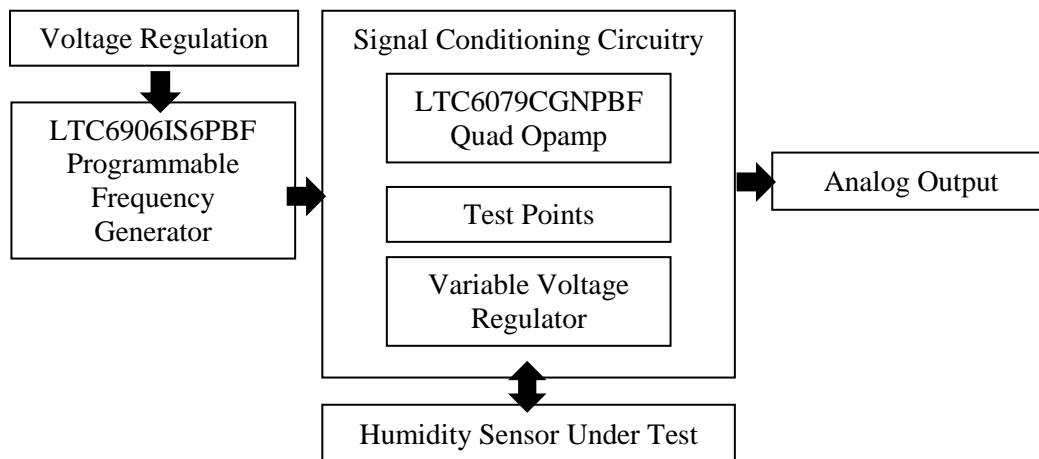 Voltage Regulation
LTC6906IS6PBF
Programmable
Frequency
Generator
Signal Conditioning Circuitry
LTC6079CGNPBF
Quad Opamp
Test Points
Variable Voltage
Regulator
Analog Output
Humidity Sensor Under Test